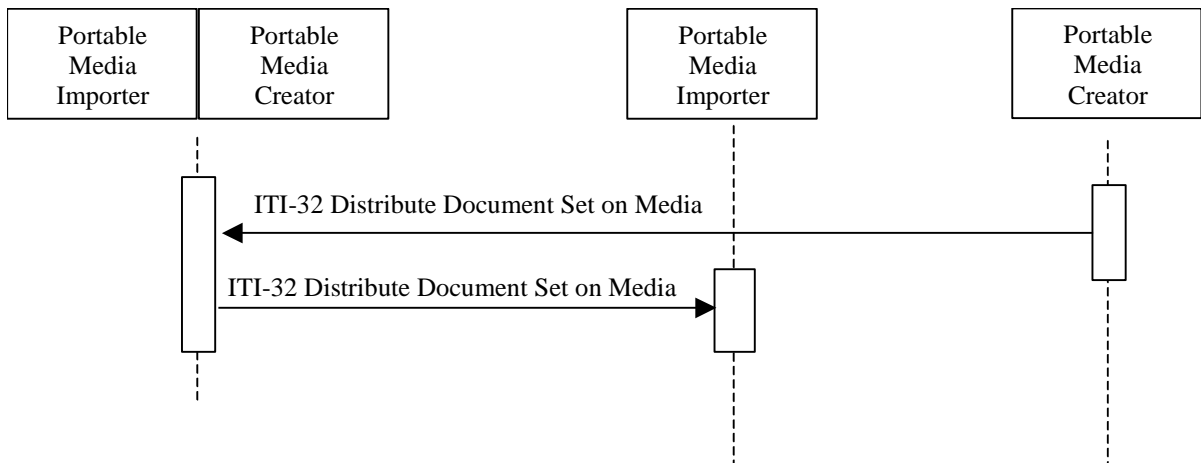 Portable
Media
Importer
Portable
Media
Creator
Portable
Media
Importer
Portable
Media
Creator
ITI-32 Distribute Document Set on Media
ITI-32 Distribute Document Set on Media